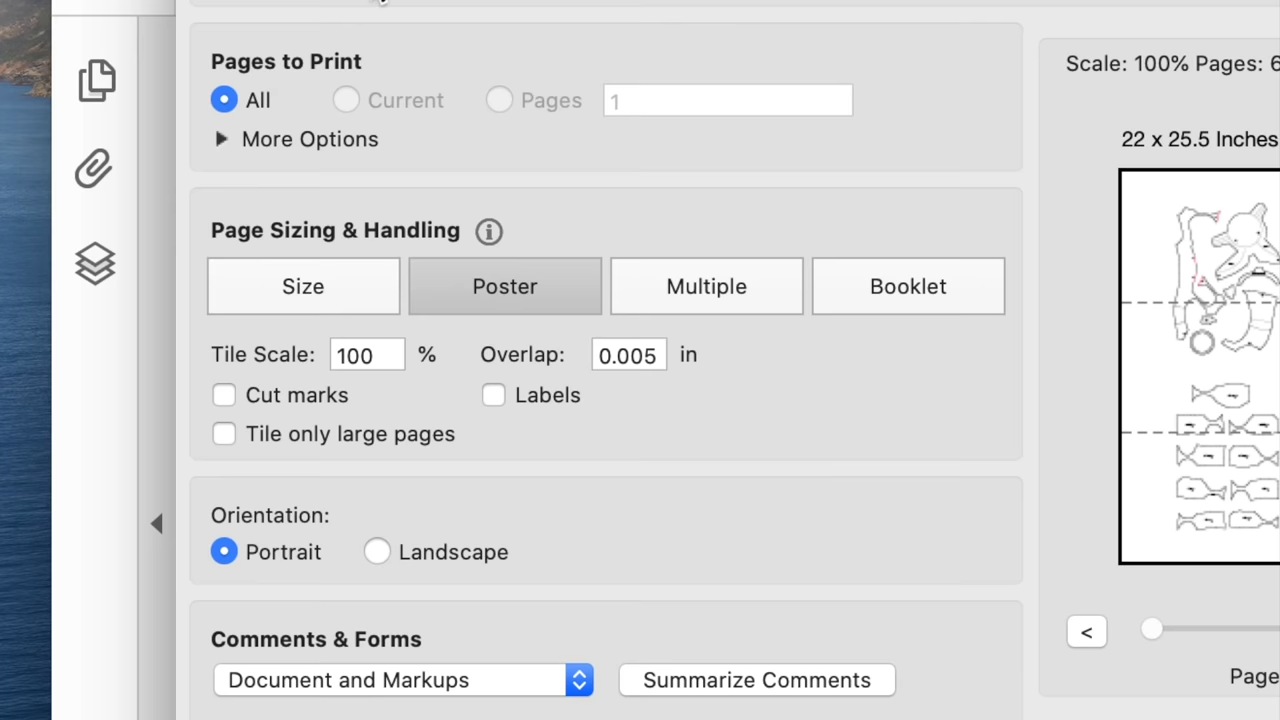 Pages to Print
All Current Pages 1
More Options
Scale: 100% Pages: 6
22 x 25.5 Inches
Page Sizing & Handling
Size Poster Multiple Booklet
Tile Scale: 100 % Overlap: 0.005 in
Cut marks Labels
Tile only large pages
Orientation:
Portrait Landscape
Comments & Forms
Document and Markups Summarize Comments
<
Page